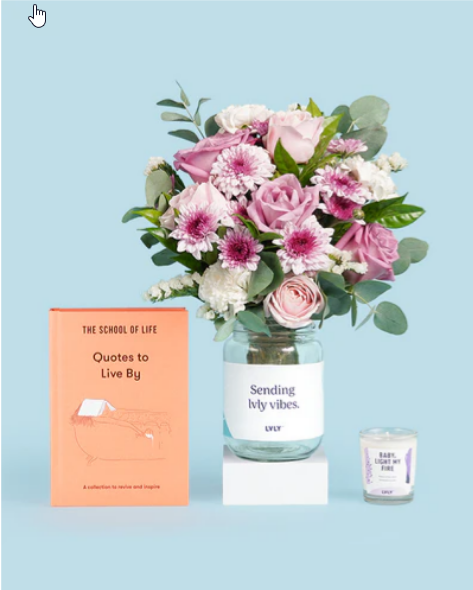 THE SCHOOL OF LIFE
Quotes to
Live By
A collection to revive and inspire
Sending
lvly vibes.
LVLY
BABY,
LIGHT MY
FIRE
LVLY